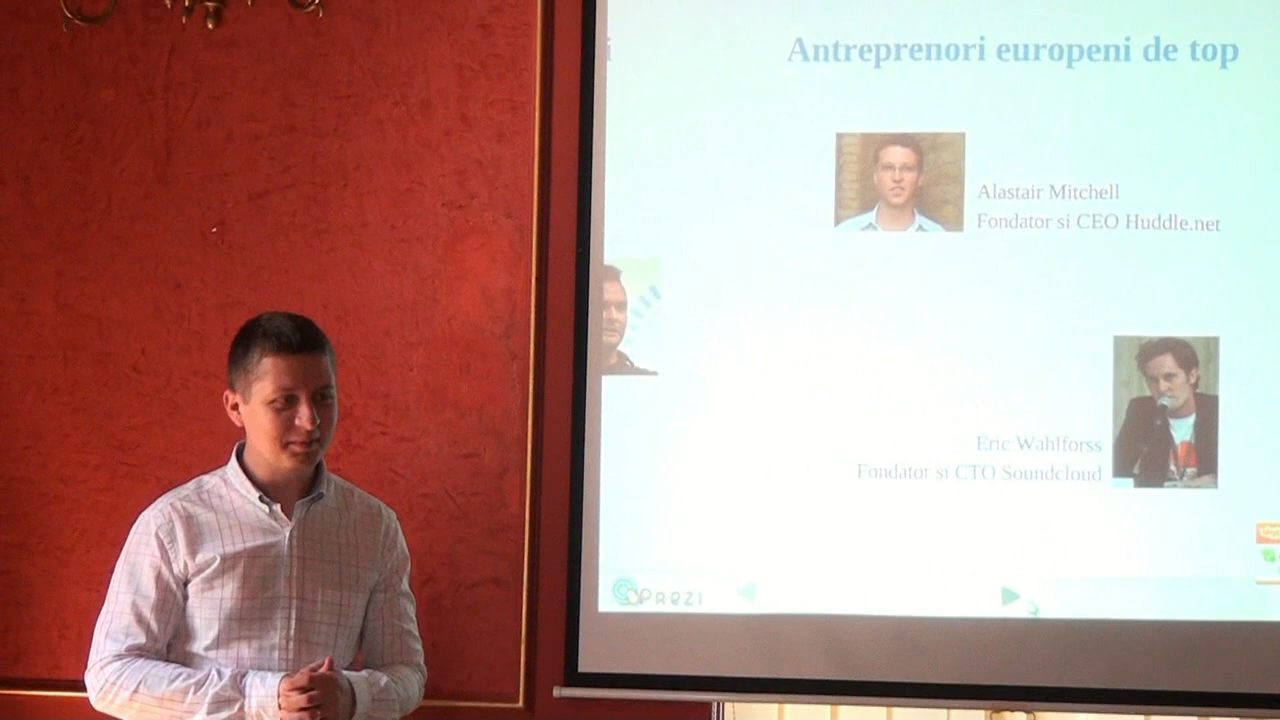 i
Antreprenori europeni de top
Alastair Mitchell
Fondator si CEO Huddle.net
Eric Wahlforss
Fondator si CTO Soundcloud
PREZI